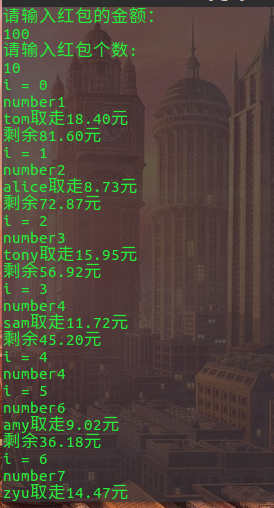 请输入红包的金额：
100
请输入红包个数：
10
i = 0
number1
tom取走18.40元
剩余81.60元
i = 1
number2
alice取走8.73元
剩余72.87元
i = 2
number3
tony取走15.95元
剩余56.92元
i = 3
number4
sam取走11.72元
剩余45.20元
i = 4
number4
i = 5
number6
amy取走9.02元
剩余36.18元
i = 6
number7
zyu取走14.47元